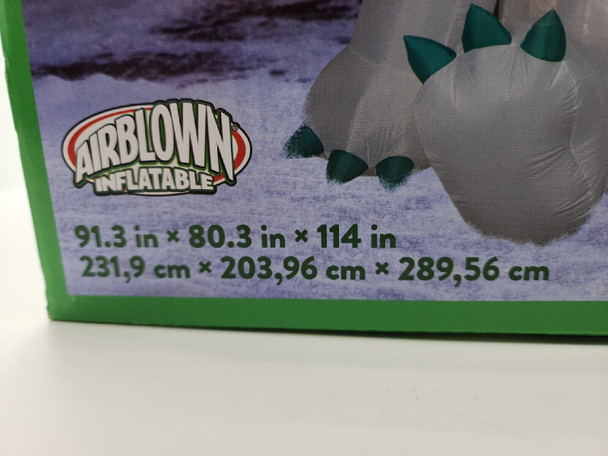 AIRBLOWN
INFLATABLE
91.3 in × 80.3 in × 114 in
231,9 cm × 203,96 cm × 289,56 cm